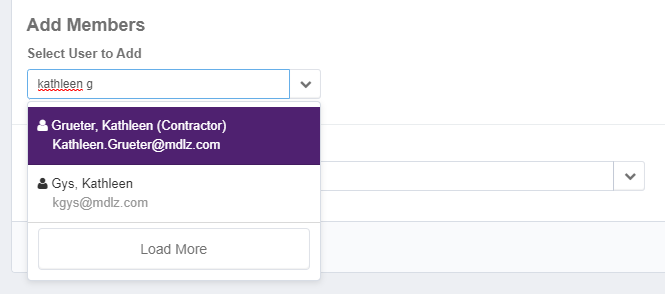 Add Members
Select User to Add
kathleen g
Grueter, Kathleen (Contractor)
Kathleen.Grueter@mdlz.com
Gys, Kathleen
kgys@mdlz.com
Load More